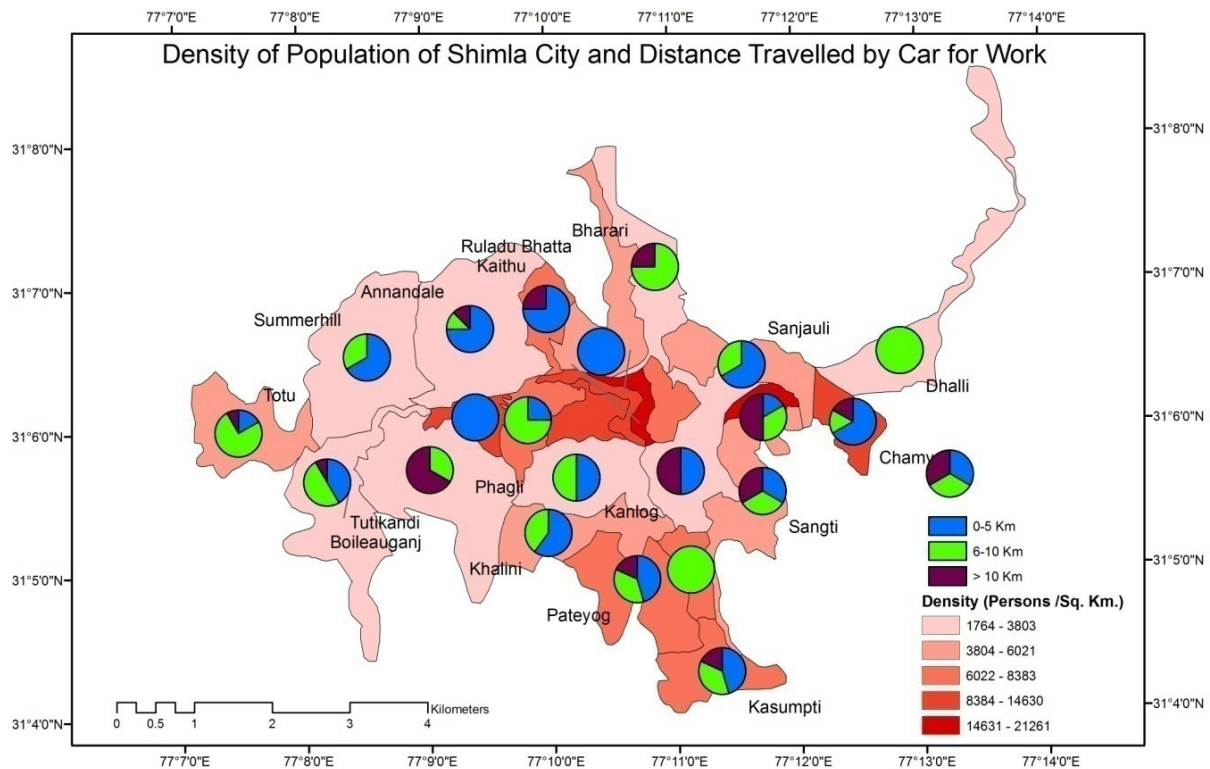 77°7'0"E 77°8'0"E 77°9'0"E 77°10'0"E 77°11'0"E 77°12'0"E 77°13'0"E 77°14'0"E
Density of Population of Shimla City and Distance Travelled by Car for Work
31°8'0"N 31°8'0"N
Bharari
Ruladu Bhatta
Kaithu
31°7'0"N 31°7'0"N
Annandale
Summerhill
Sanjauli
Dhalli
Totu
31°6'0"N 31°6'0"N
Chamy
Phagli
Kanlog
Sangti
Tutikandi
Boileauganj
Khalini
Pateyog
Kasumpti
31°5'0"N 31°5'0"N
0-5 Km
6-10 Km
> 10 Km
Density (Persons /Sq. Km.)
1764 - 3803
3804 - 6021
6022 - 8383
8384 - 14630
14631 - 21261
Kilometers
0 0.5 1 2 3 4
31°4'0"N 31°4'0"N
77°7'0"E 77°8'0"E 77°9'0"E 77°10'0"E 77°11'0"E 77°12'0"E 77°13'0"E 77°14'0"E